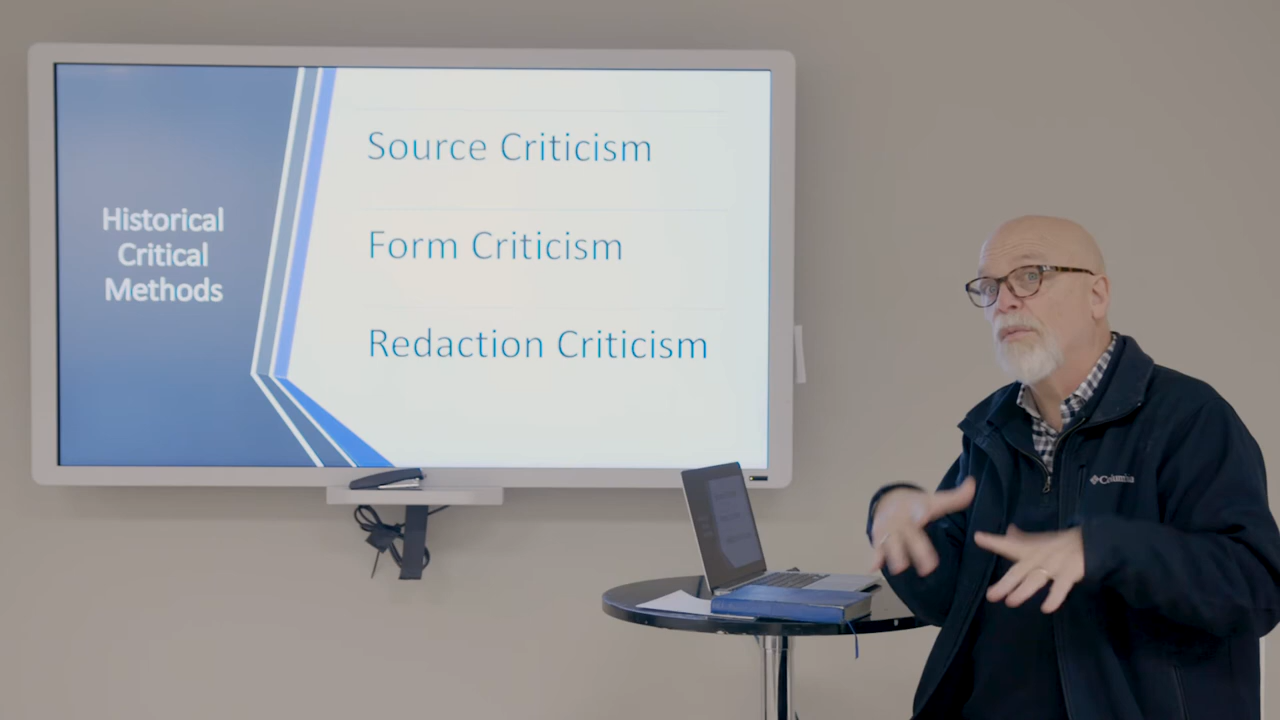 Historical
Critical
Methods
Source Criticism
Form Criticism
Redaction Criticism
Columbia